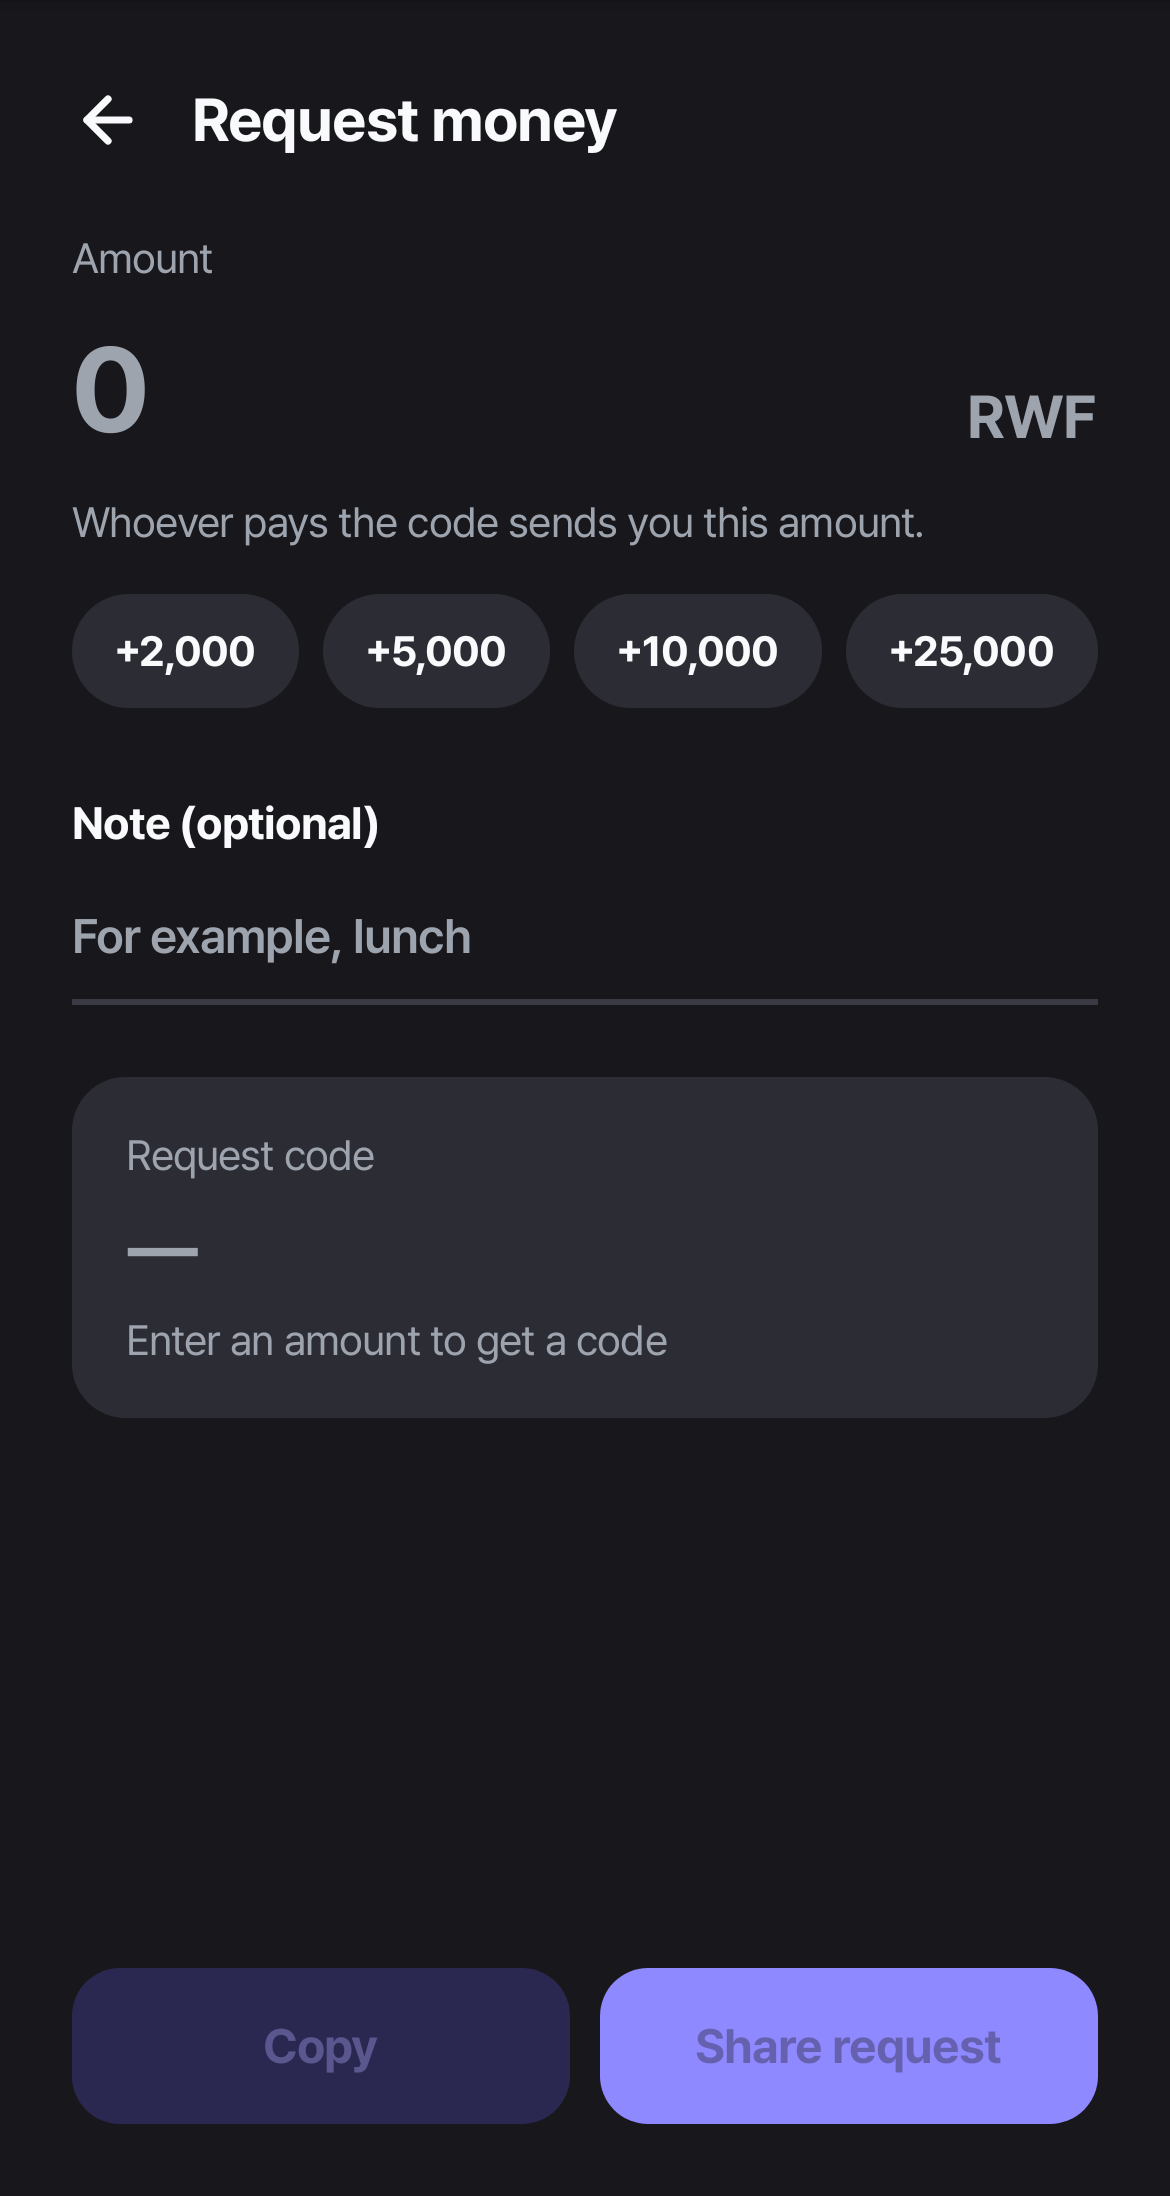 Request money
Amount
0 RWF
Whoever pays the code sends you this amount.
+2,000 +5,000 +10,000 +25,000
Note (optional)
For example, lunch
Request code
—
Enter an amount to get a code
Copy Share request